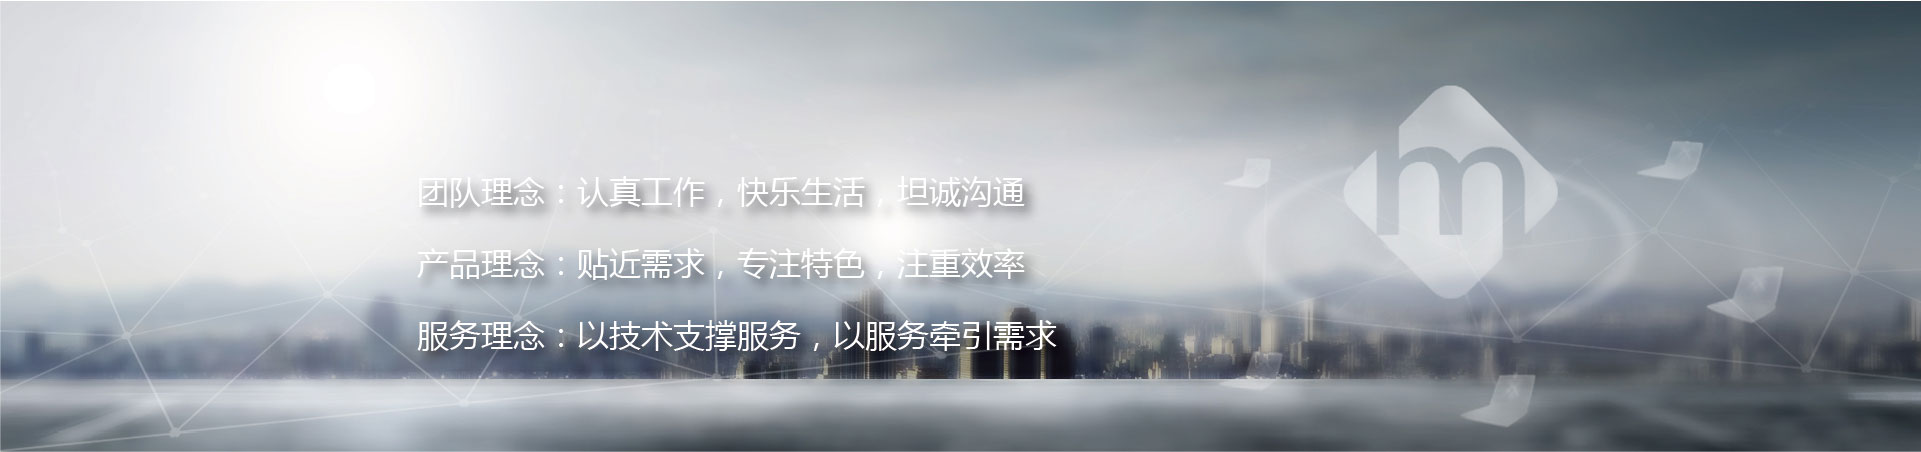 团队理念：认真工作，快乐生活，坦诚沟通
产品理念：贴近需求，专注特色，注重效率
服务理念：以技术支撑服务，以服务牵引需求
m